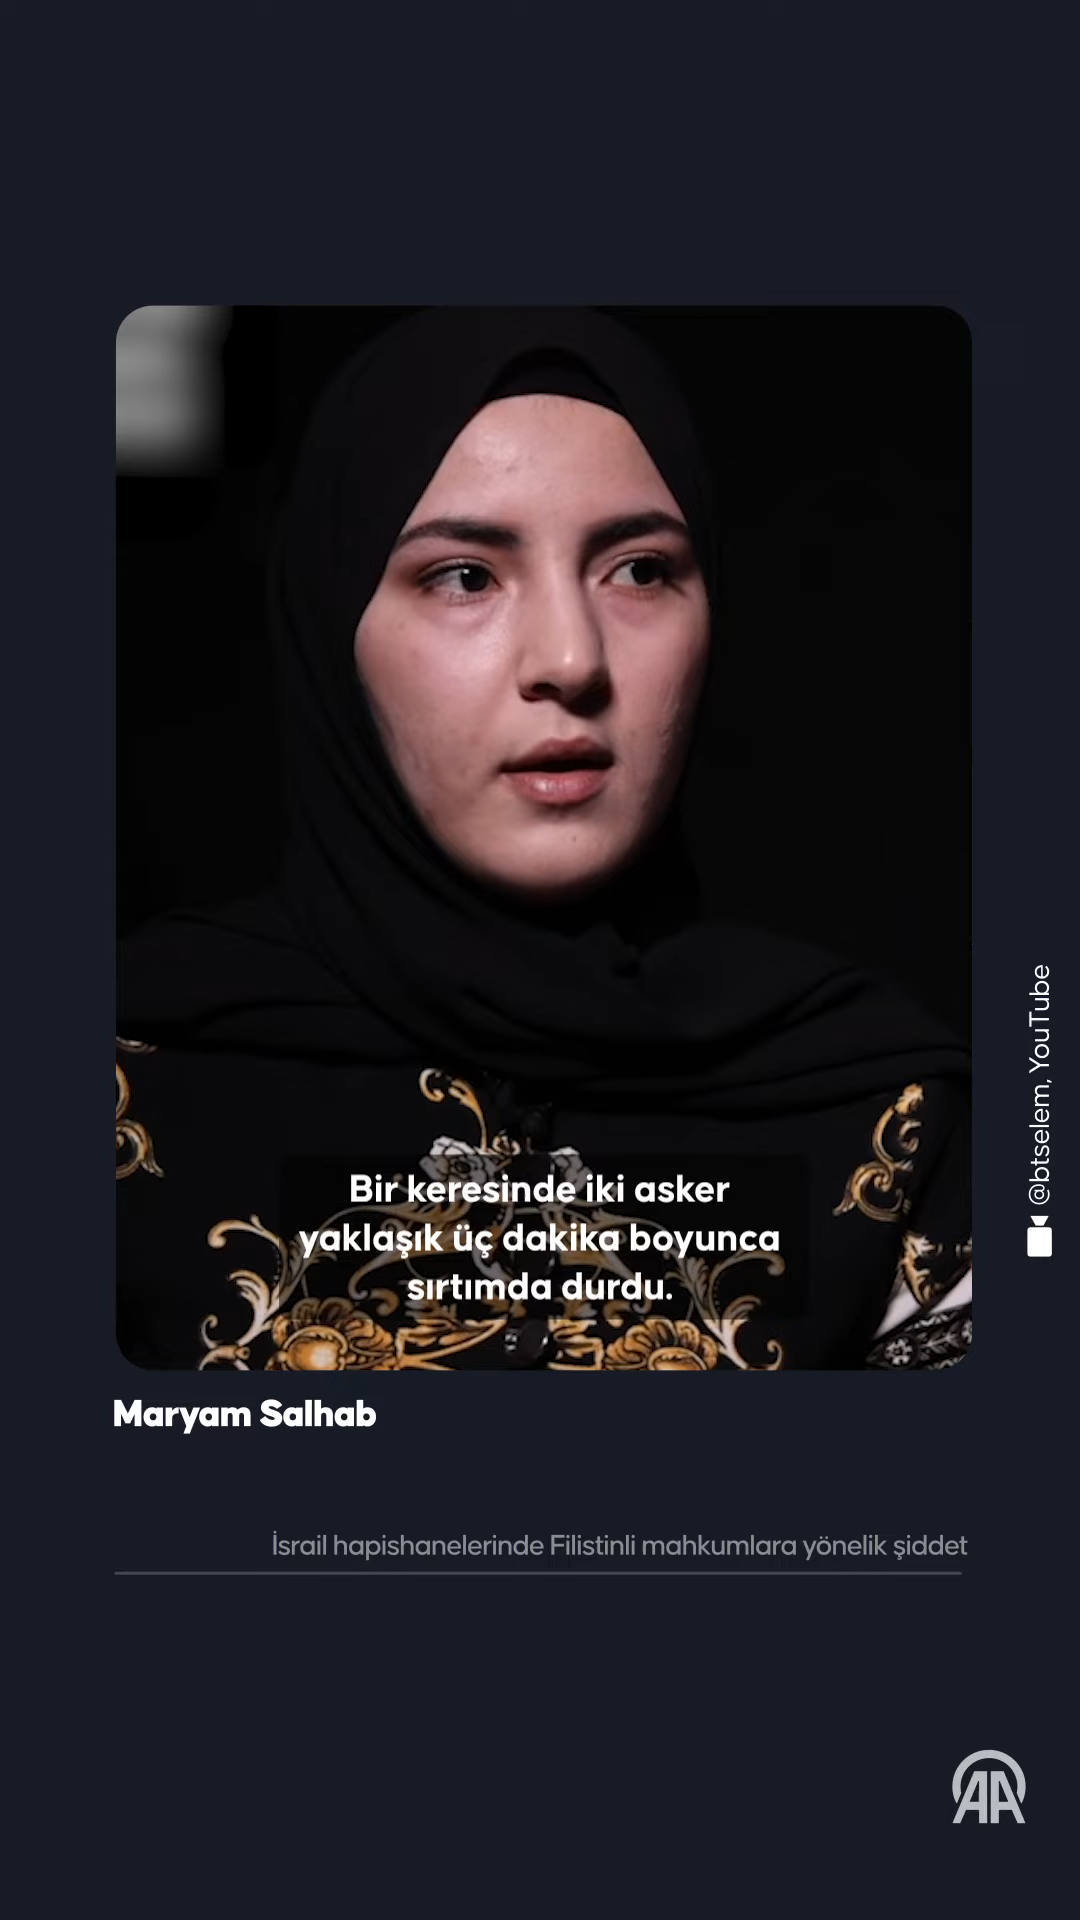 Bir keresinde iki asker
yaklaşık üç dakika boyunca
sırtımda durdu.
Maryam Salhab
İsrail hapishanelerinde Filistinli mahkumlara yönelik şiddet
@btselem, YouTube
AA